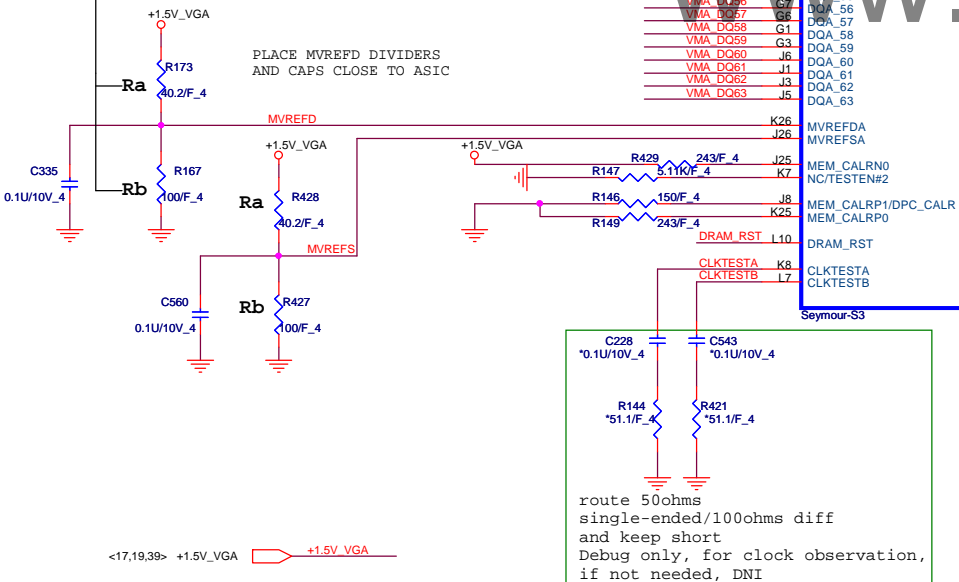 +1.5V_VGA
R173
Ra
40.2/F_4
PLACE MVREFD DIVIDERS
AND CAPS CLOSE TO ASIC
MVREFD
C335
0.1U/10V_4
R167
Rb
100/F_4
+1.5V_VGA
Ra
R428
40.2/F_4
MVREFS
C560
0.1U/10V_4
Rb
R427
100/F_4
VMA_DQ56 G7 DQA_56
VMA_DQ57 G6 DQA_57
VMA_DQ58 G1 DQA_58
VMA_DQ59 G3 DQA_59
VMA_DQ60 J6 DQA_60
VMA_DQ61 J1 DQA_61
VMA_DQ62 J3 DQA_62
VMA_DQ63 J5 DQA_63
K26 MVREFDA
J26 MVREFSA
+1.5V_VGA
R429 243/F_4 J25 MEM_CALRN0
R147 5.11K/F_4 K7 NC/TESTEN#2
R146 150/F_4 J8 MEM_CALRP1/DPC_CALR
R149 243/F_4 K25 MEM_CALRP0
DRAM_RST L10 DRAM_RST
CLKTESTA K8 CLKTESTA
CLKTESTB L7 CLKTESTB
Seymour-S3
C228
*0.1U/10V_4
C543
*0.1U/10V_4
R144
*51.1/F_4
R421
*51.1/F_4
route 50ohms
single-ended/100ohms diff
and keep short
Debug only, for clock observation,
if not needed, DNI
<17,19,39> +1.5V_VGA +1.5V_VGA